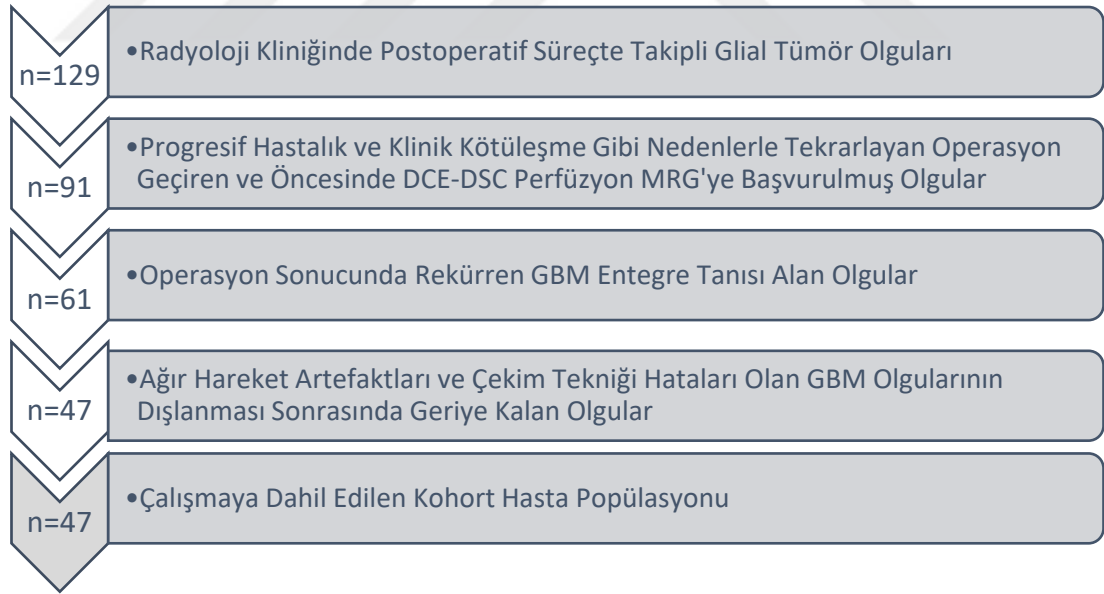 n=129
•Radyoloji Kliniğinde Postoperatif Süreçte Takipli Glial Tümör Olguları
n=91
•Progresif Hastalık ve Klinik Kötüleşme Gibi Nedenlerle Tekrarlayan Operasyon
Geçiren ve Öncesinde DCE-DSC Perfüzyon MRG'ye Başvurulmuş Olgular
n=61
•Operasyon Sonucunda Rekürren GBM Entegre Tanısı Alan Olgular
n=47
•Ağır Hareket Artefaktları ve Çekim Tekniği Hataları Olan GBM Olgularının
Dışlanması Sonrasında Geriye Kalan Olgular
n=47
•Çalışmaya Dahil Edilen Kohort Hasta Popülasyonu